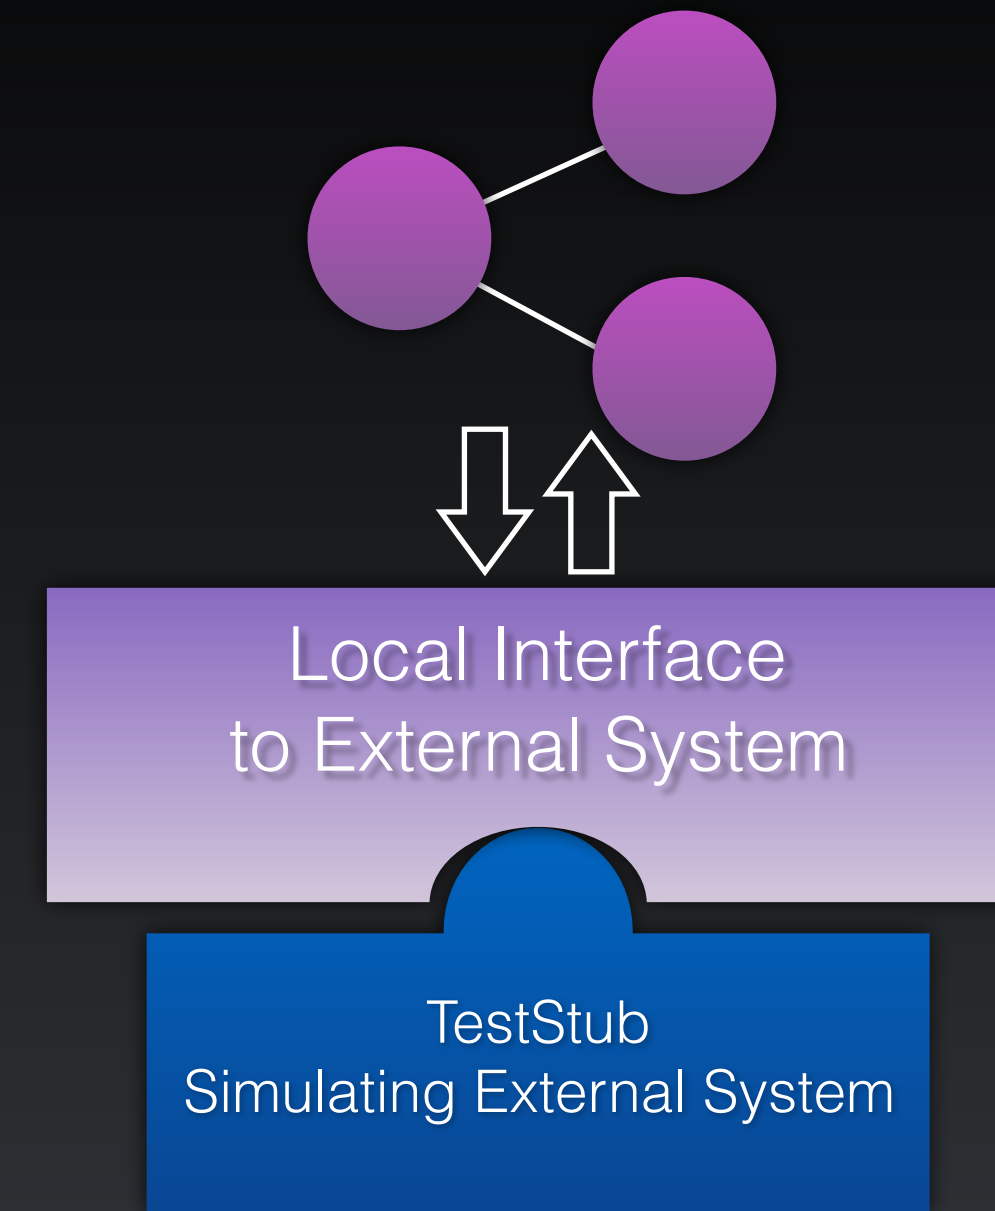 Local Interface
to External System
TestStub
Simulating External System